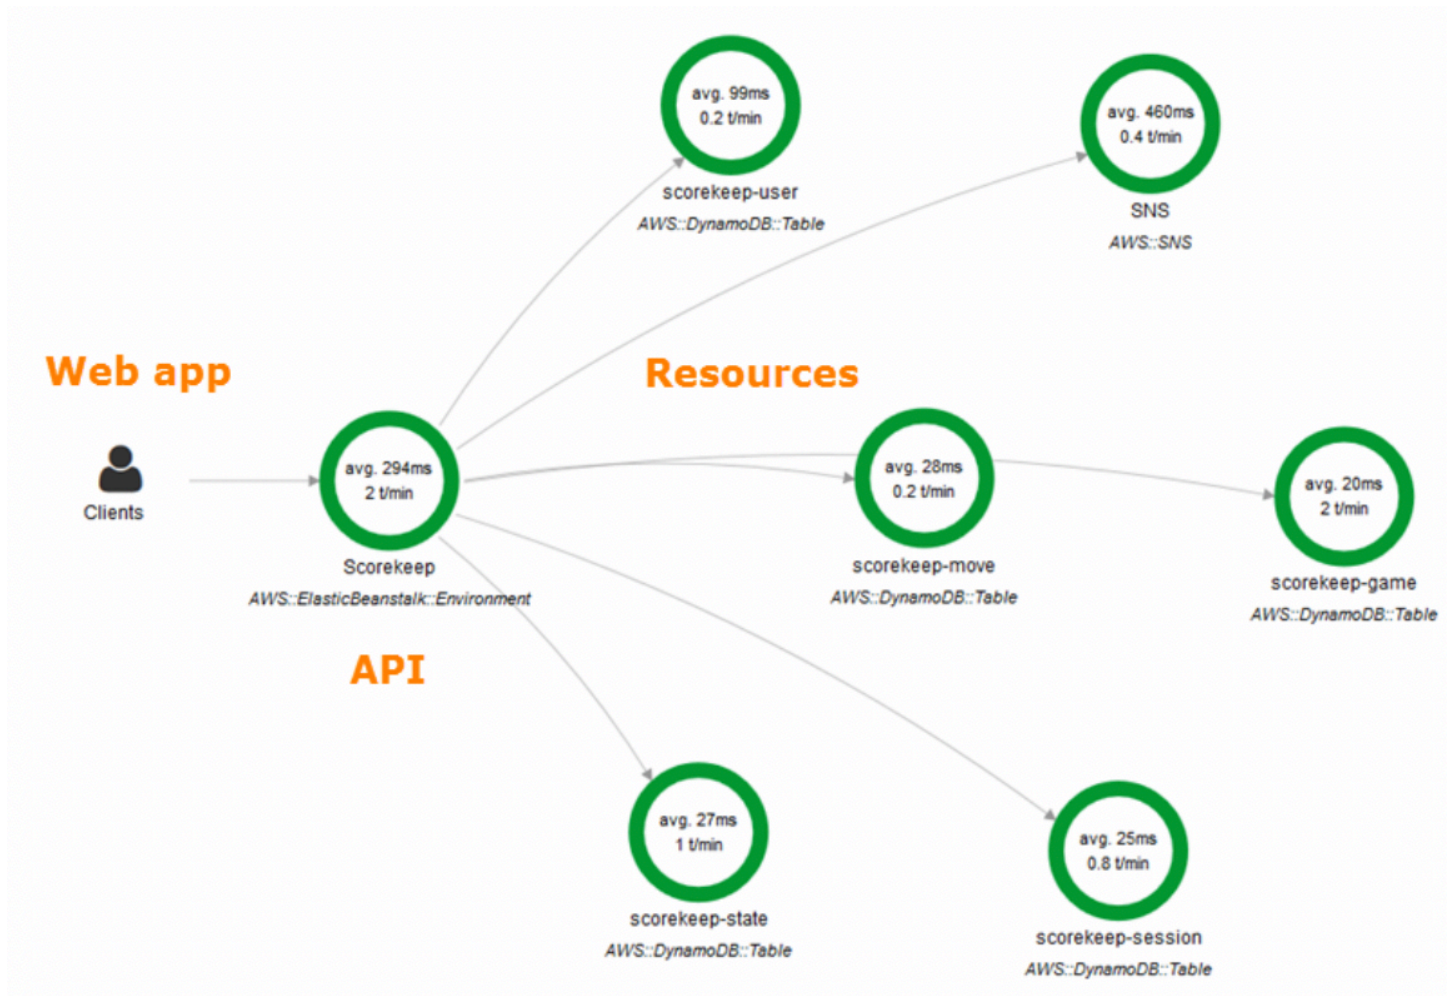 avg. 99ms
0.2 t/min
scorekeep-user
AWS::DynamoDB::Table
avg. 460ms
0.4 t/min
SNS
AWS::SNS
Web app
Resources
Clients
avg. 294ms
2 t/min
Scorekeep
AWS::ElasticBeanstalk::Environment
avg. 28ms
0.2 t/min
scorekeep-move
AWS::DynamoDB::Table
avg. 20ms
2 t/min
scorekeep-game
AWS::DynamoDB::Table
API
avg. 27ms
1 t/min
scorekeep-state
AWS::DynamoDB::Table
avg. 25ms
0.8 t/min
scorekeep-session
AWS::DynamoDB::Table